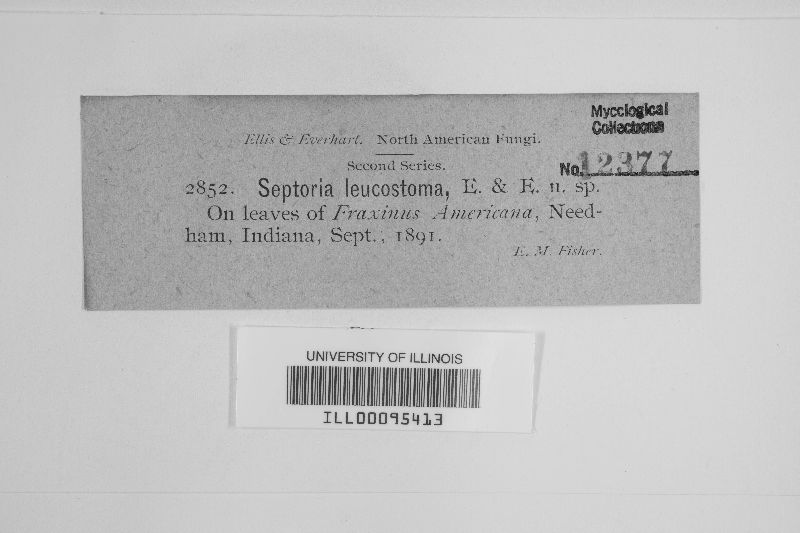 Mycological
Collections
Ellis & Everhart. North American Fungi.
Second Series.
No. 12377
2852. Septoria leucostoma, E. & E. n. sp.
On leaves of Fraxinus Americana, Need-
ham, Indiana, Sept., 1891.
E. M. Fisher.
UNIVERSITY OF ILLINOIS
ILL00095413